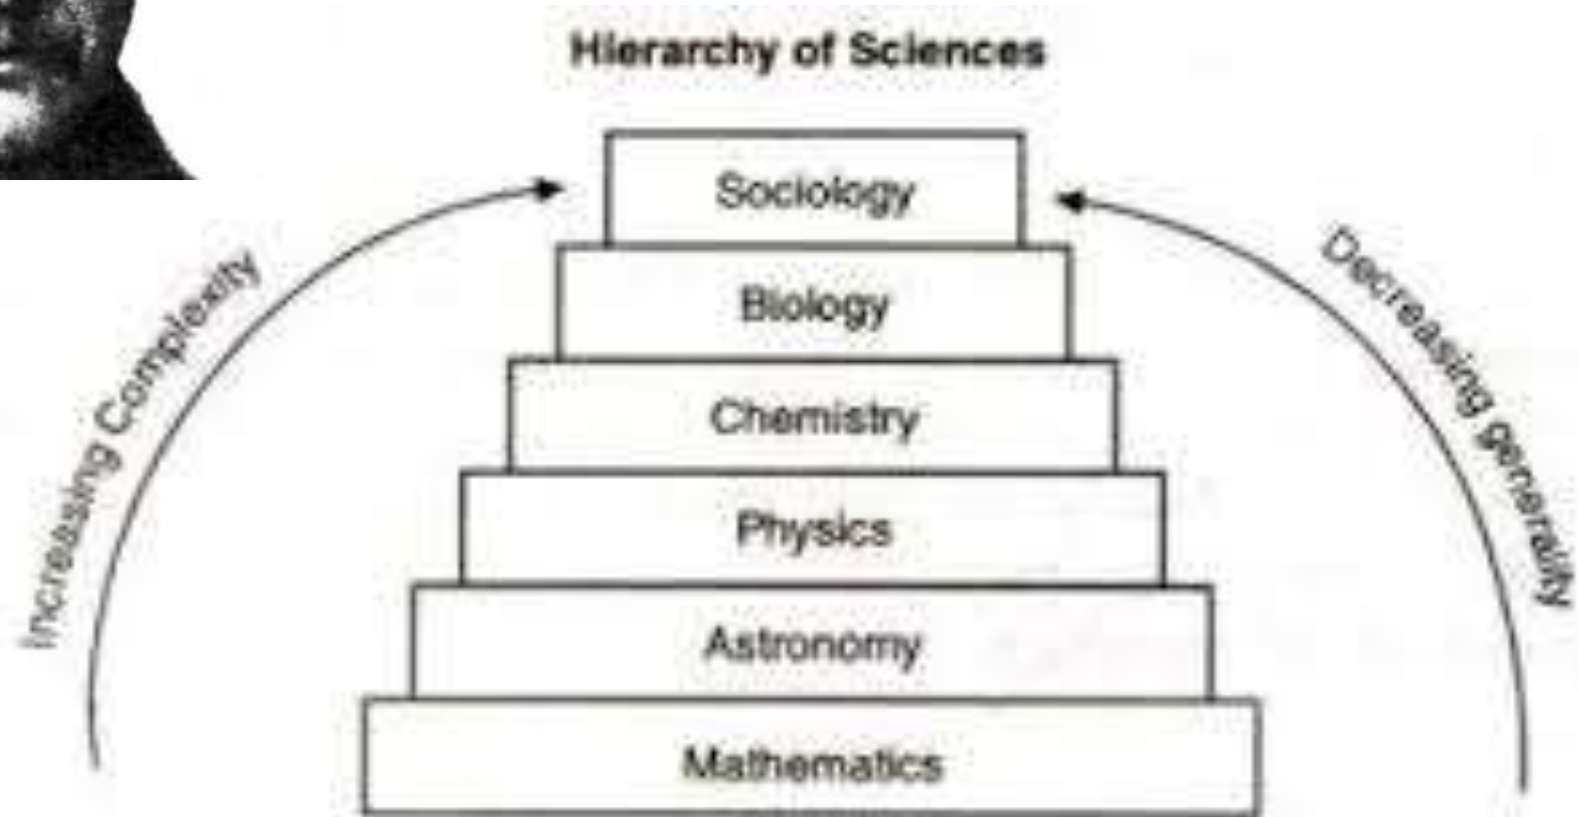 Hierarchy of Sciences
Sociology
Biology
Chemistry
Physics
Astronomy
Mathematics
Increasing Complexity
Decreasing generality